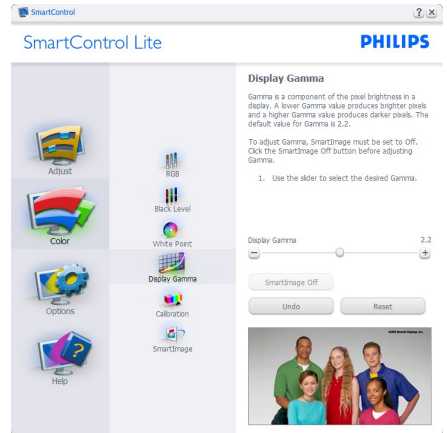 SmartControl
SmartControl Lite
PHILIPS
Adjust
Color
Options
Help
RGB
Black Level
White Point
Display Gamma
Calibration
SmartImage
Display Gamma
Gamma is a component of the pixel brightness in a
display. A lower Gamma value produces brighter pixels
and a higher Gamma value produces darker pixels. The
default value for Gamma is 2.2.
To adjust Gamma, SmartImage must be set to Off.
Click the SmartImage Off button before adjusting
Gamma.
1. Use the slider to select the desired Gamma.
Display Gamma 2.2
SmartImage Off
Undo Reset